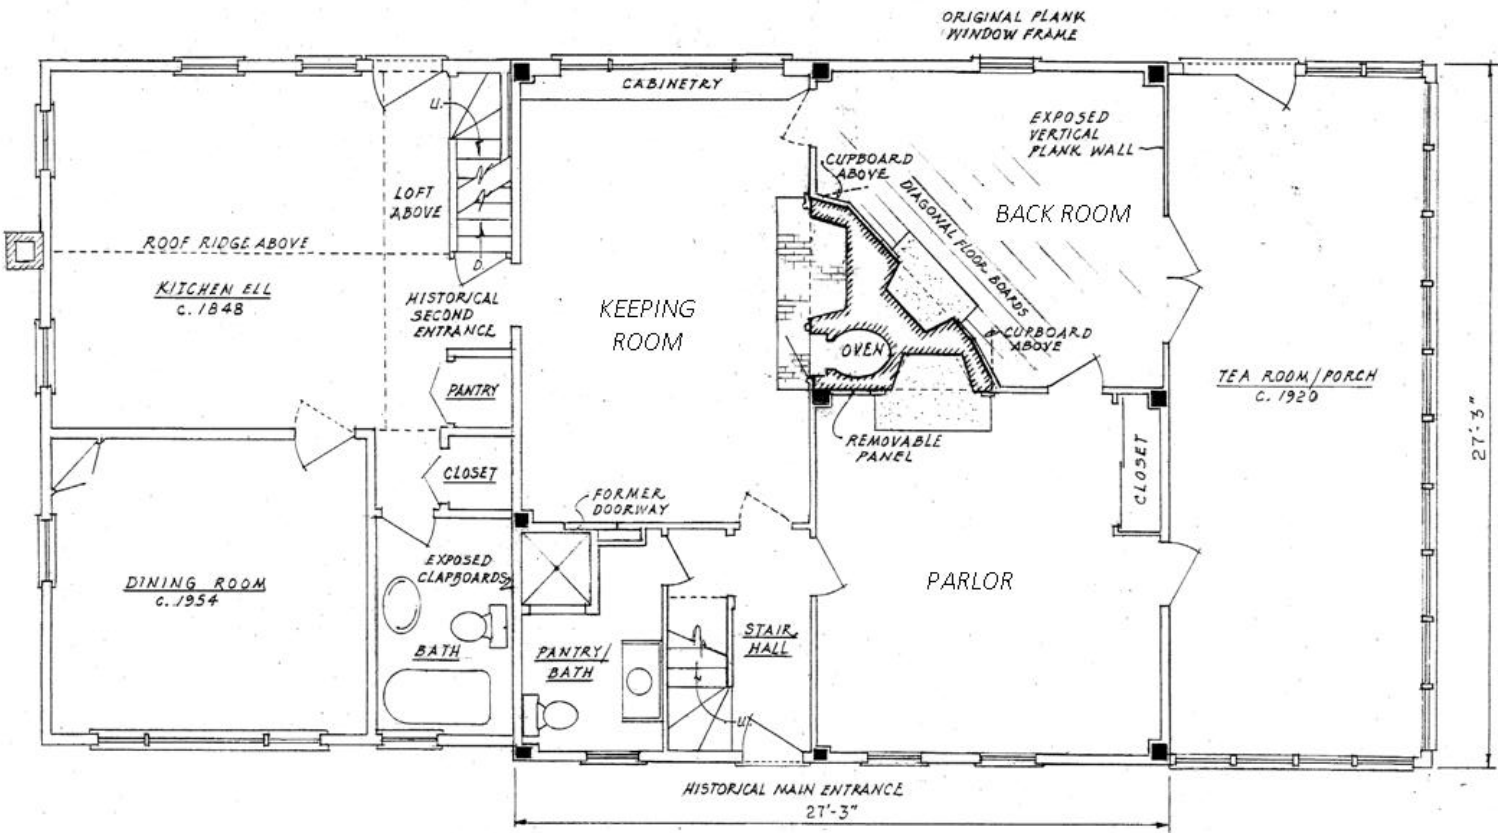 ORIGINAL PLANK
WINDOW FRAME
CABINETRY
U.
EXPOSED
VERTICAL
PLANK WALL
CUPBOARD
ABOVE
LOFT
ABOVE
DIAGONAL FLOOR BOARDS
BACK ROOM
ROOF RIDGE ABOVE
D
KITCHEN ELL
C. 1848
HISTORICAL
SECOND
ENTRANCE
KEEPING
ROOM
OVEN
CUPBOARD
ABOVE
TEA ROOM/PORCH
C. 1920
27'-3"
PANTRY
REMOVABLE
PANEL
CLOSET
CLOSET
FORMER
DOORWAY
EXPOSED
CLAPBOARDS
DINING ROOM
C. 1954
PARLOR
STAIR
HALL
BATH
PANTRY/
BATH
U.
HISTORICAL MAIN ENTRANCE
27'-3"